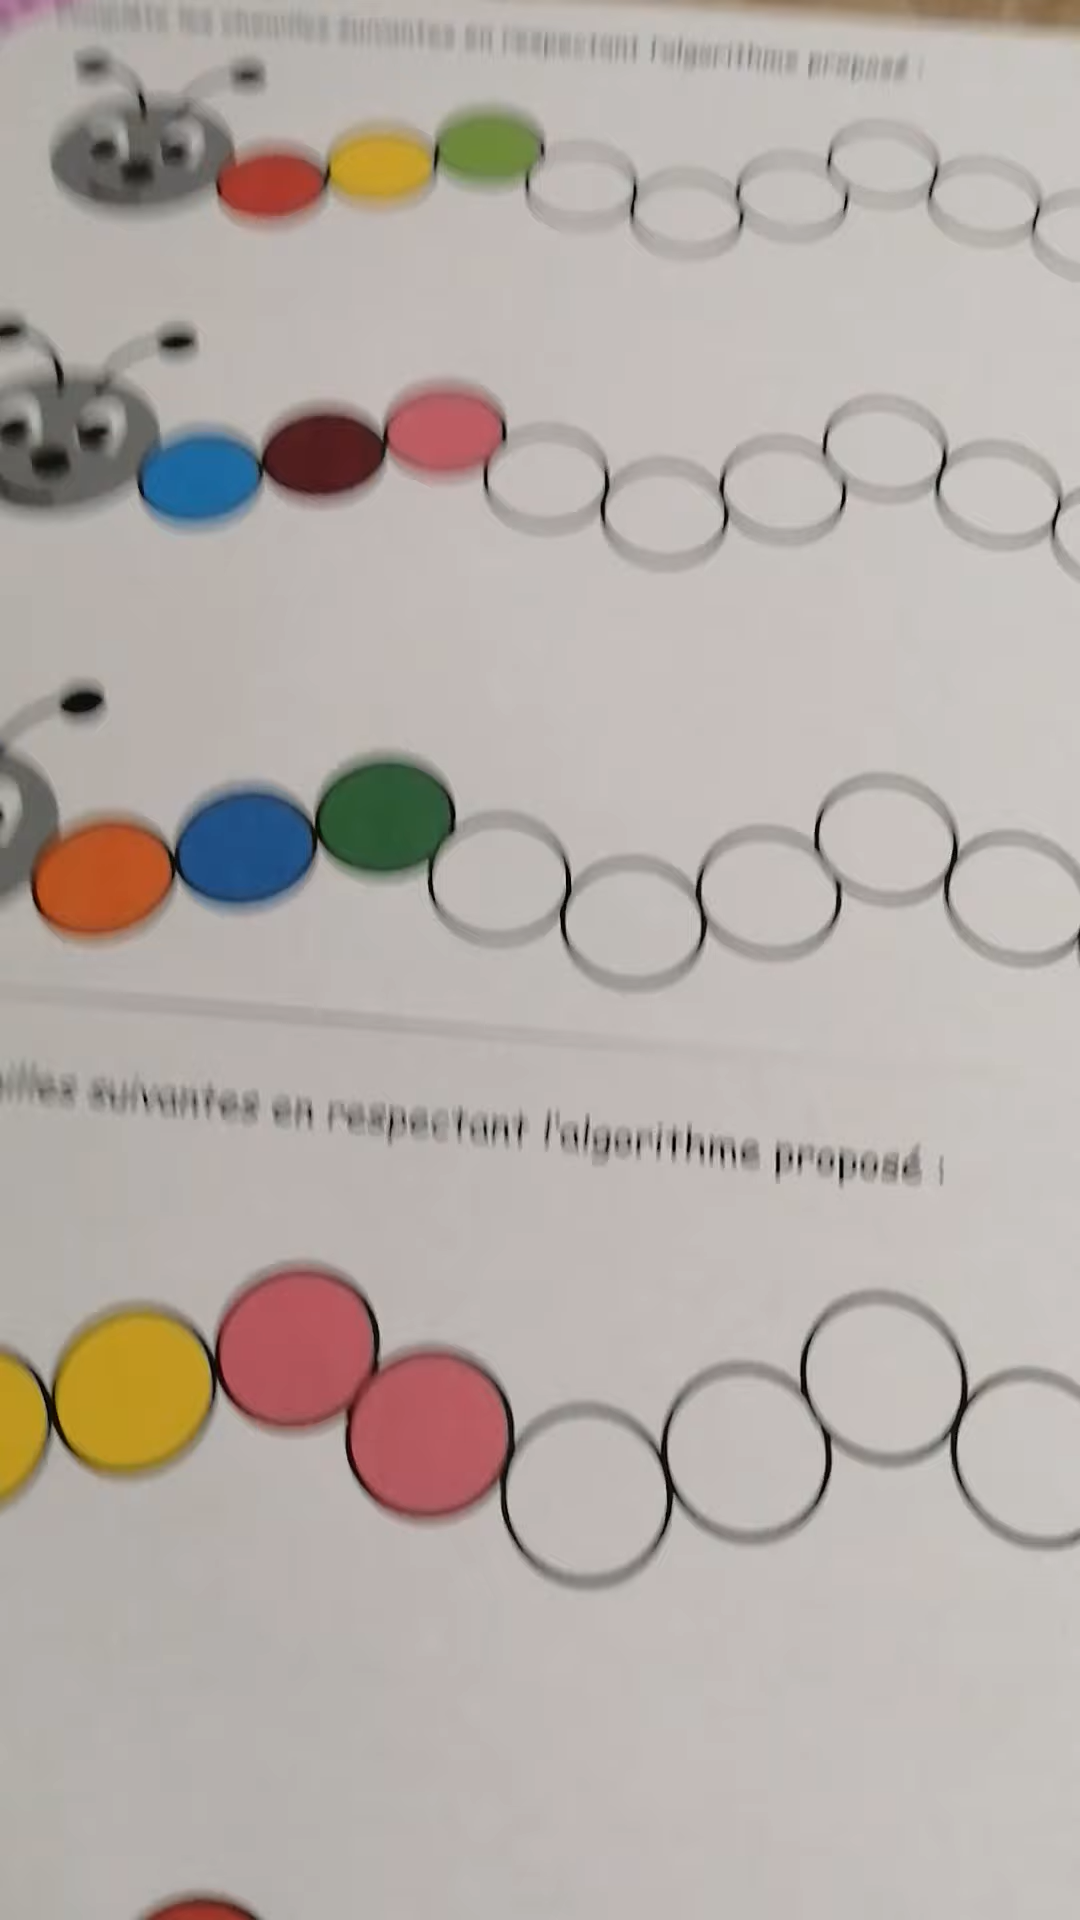 Complète les chenilles suivantes en respectant l'algorithme proposé :
illes suivantes en respectant l'algorithme proposé :